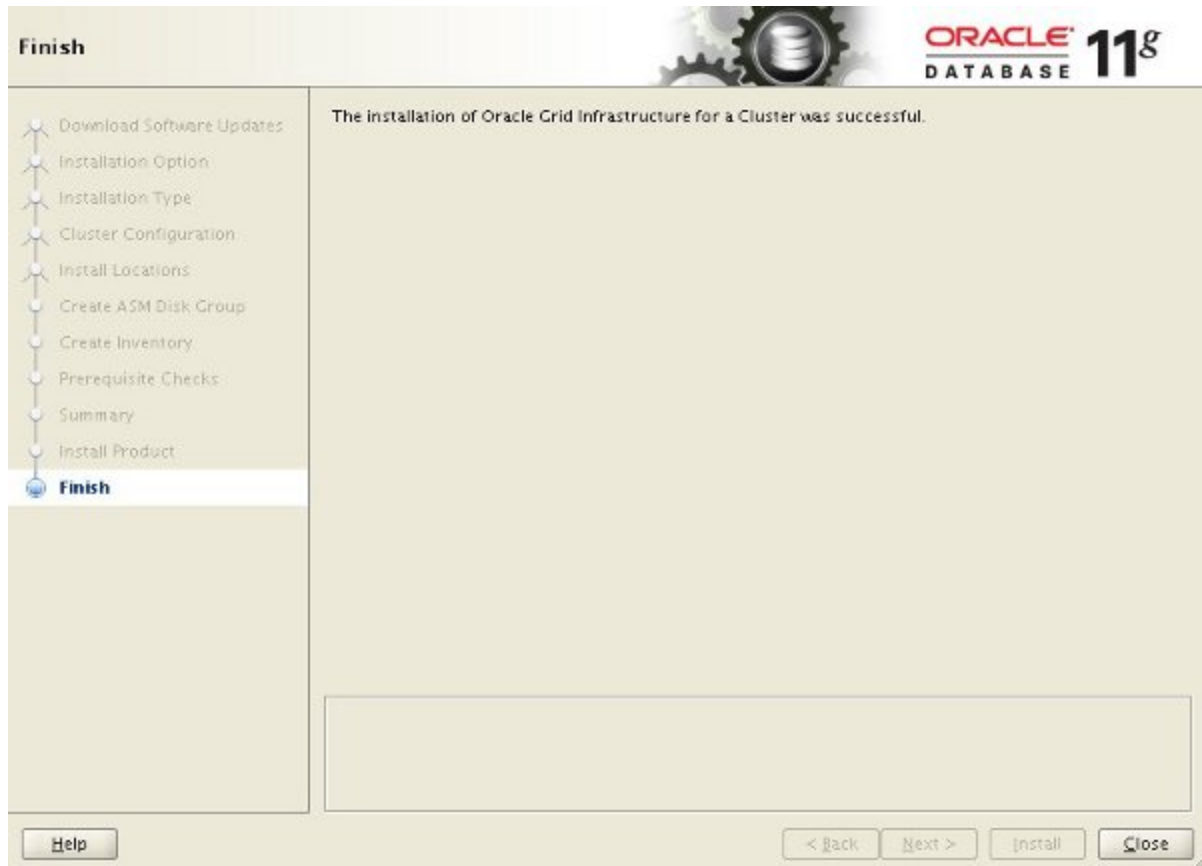 Finish
ORACLE
DATABASE
11g
Download Software Updates
Installation Option
Installation Type
Cluster Configuration
Install Locations
Create ASM Disk Group
Create Inventory
Prerequisite Checks
Summary
Install Product
Finish
The installation of Oracle Grid Infrastructure for a Cluster was successful.
Help
< Back
Next >
Install
Close